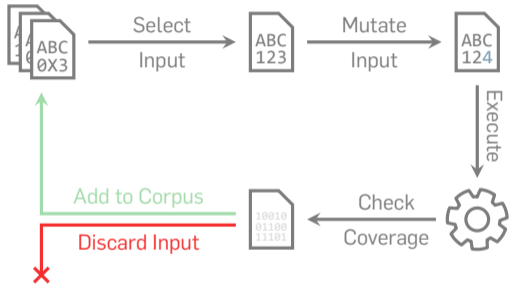 ABC
0X3
Select
Input
ABC
123
Mutate
Input
ABC
124
Execute
Check
Coverage
10010
01100
11101
Add to Corpus
Discard Input